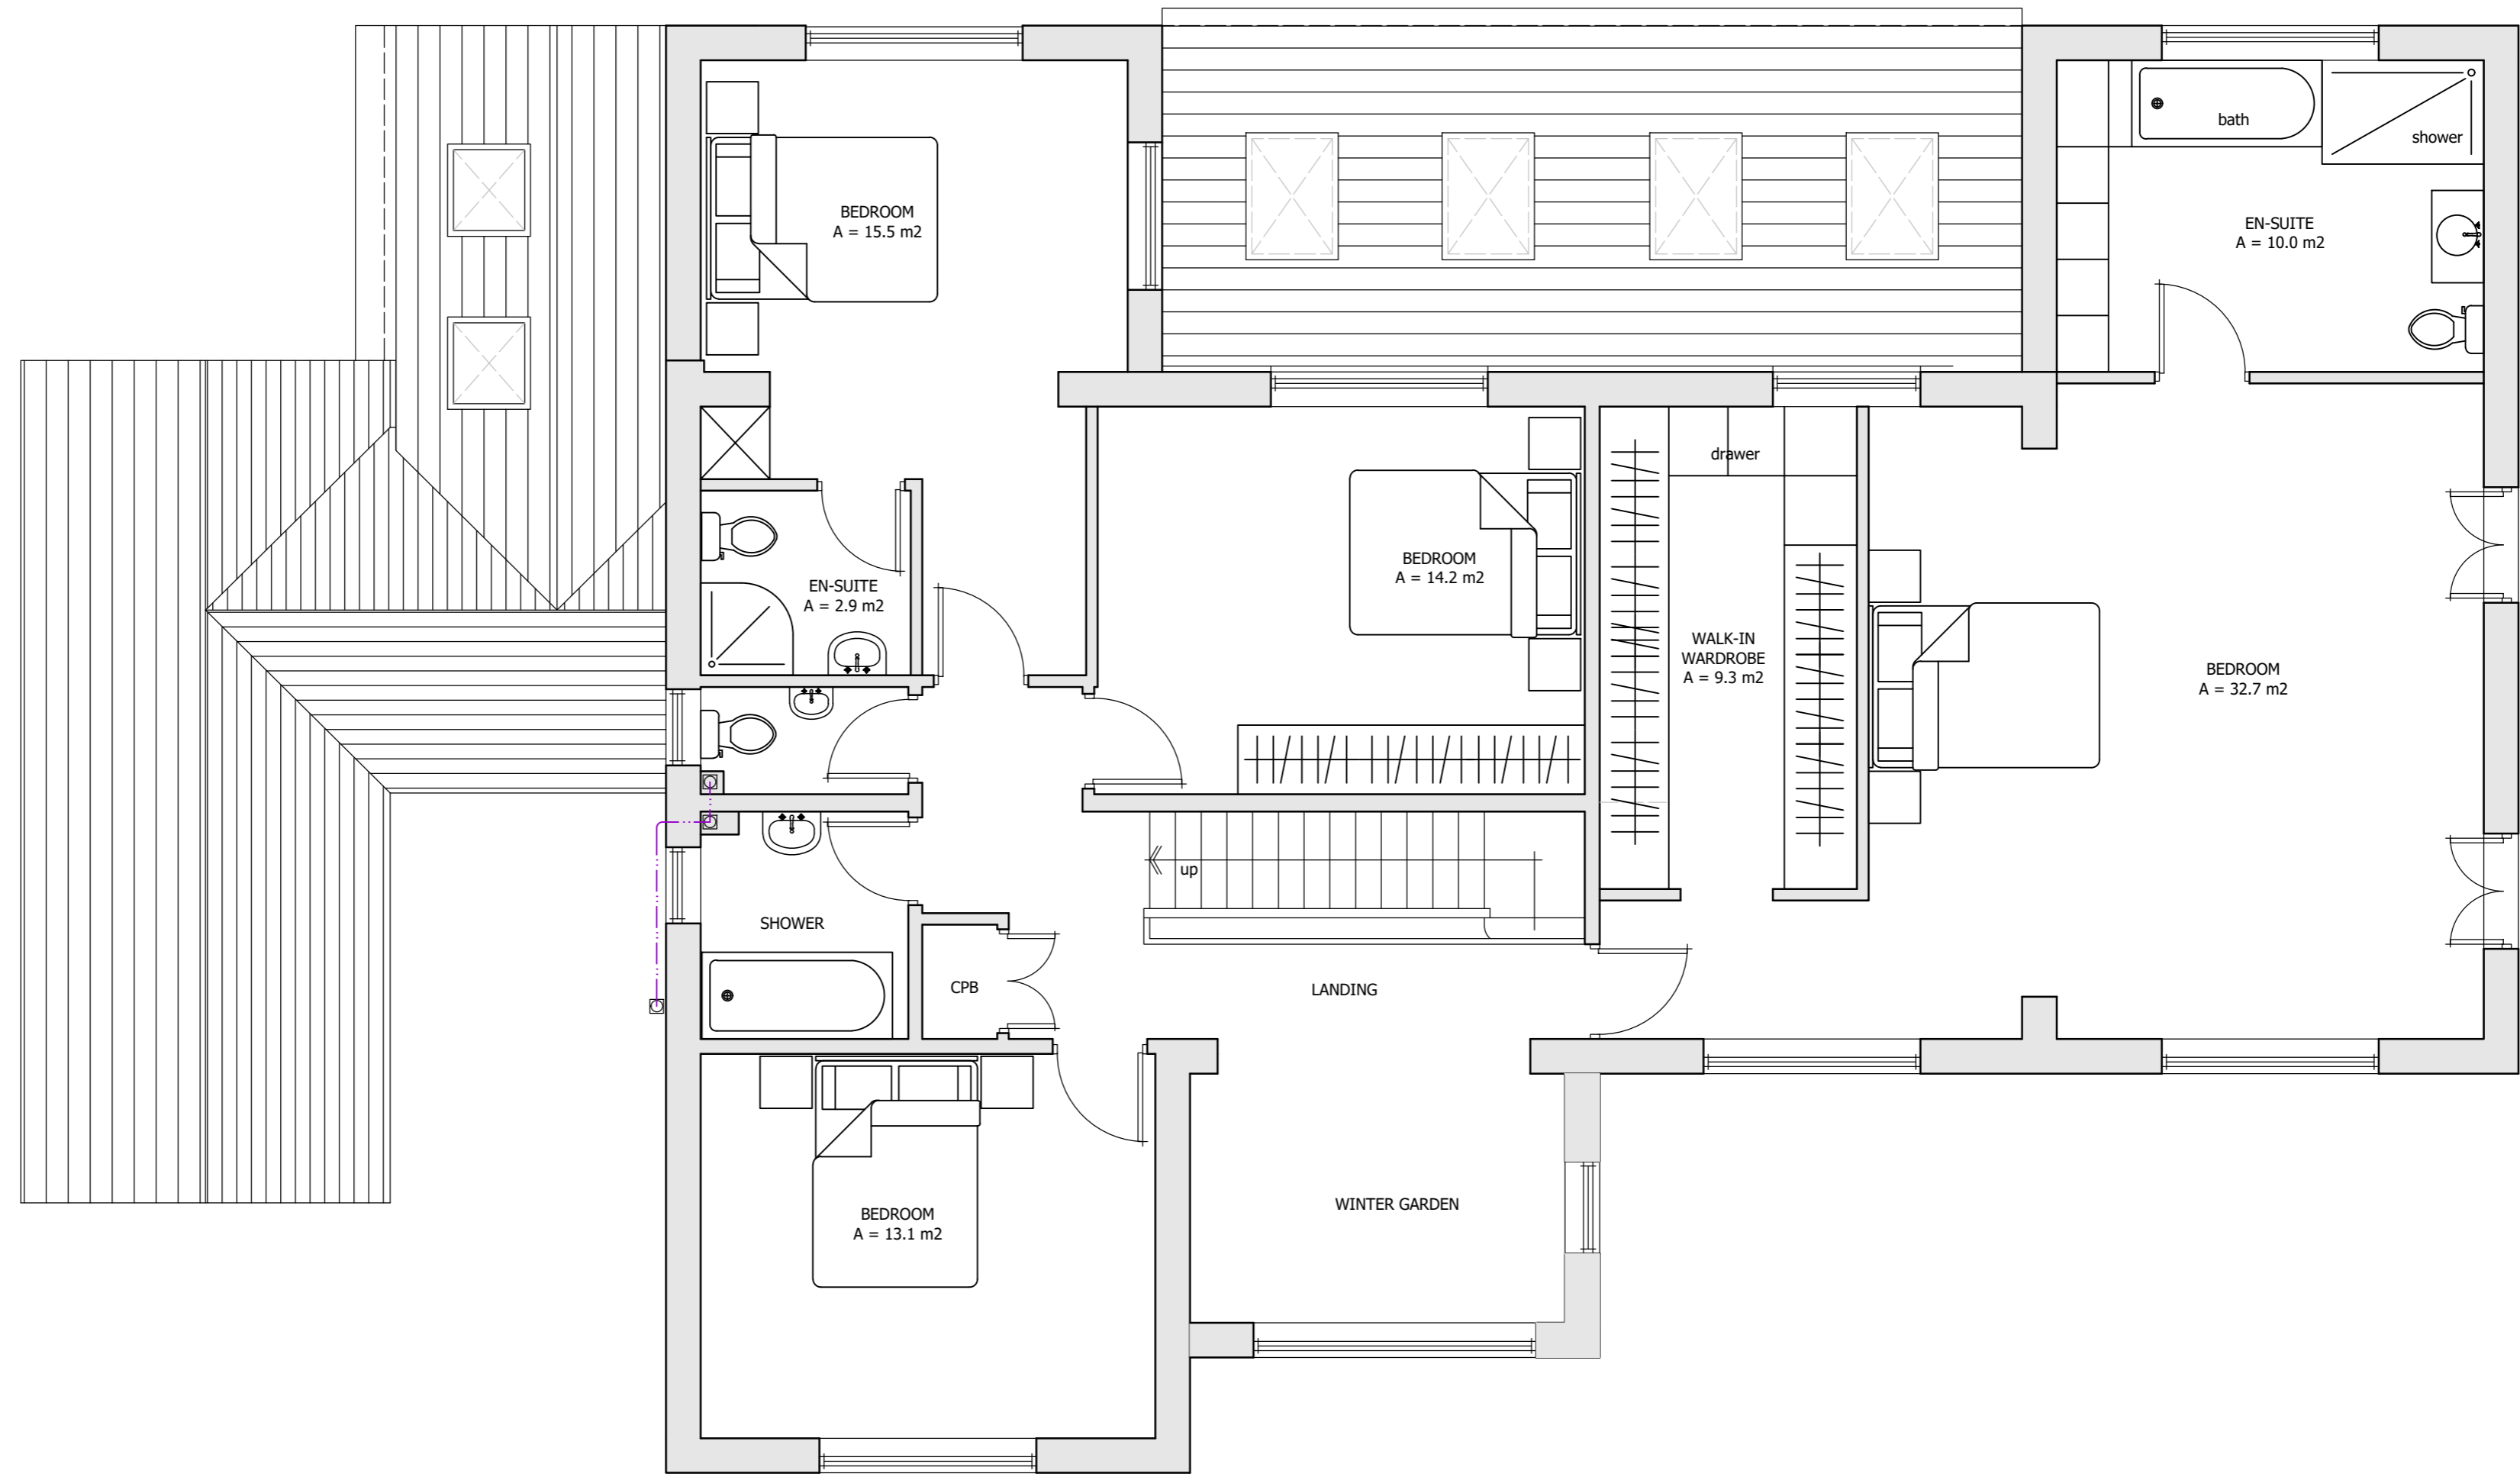 bath
shower
BEDROOM
A = 15.5 m2
EN-SUITE
A = 10.0 m2
drawer
BEDROOM
A = 14.2 m2
EN-SUITE
A = 2.9 m2
WALK-IN
WARDROBE
A = 9.3 m2
BEDROOM
A = 32.7 m2
up
SHOWER
CPB
LANDING
WINTER GARDEN
BEDROOM
A = 13.1 m2